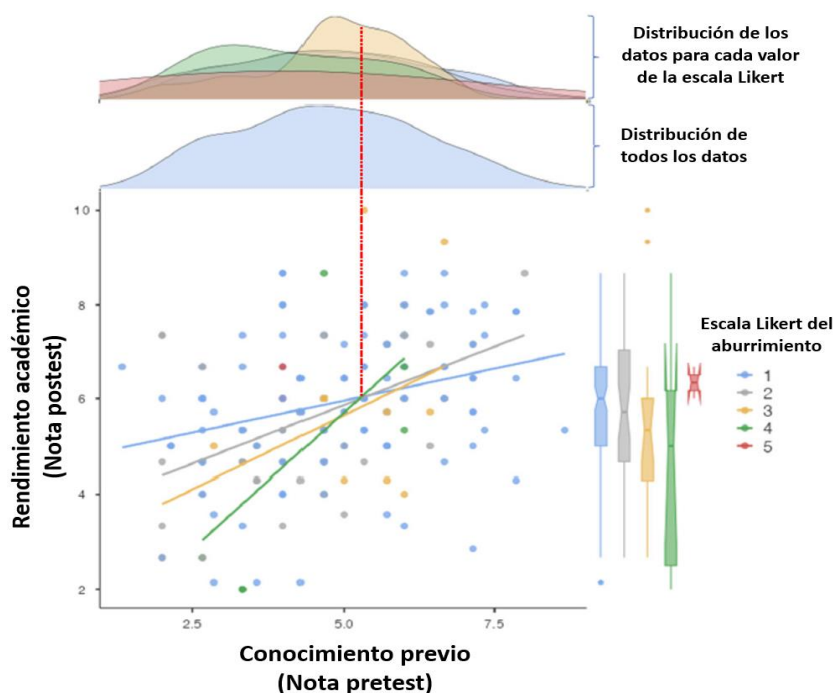 Distribución de los
datos para cada valor
de la escala Likert
Distribución de
todos los datos
10
8
6
4
2
Rendimiento académico
(Nota postest)
2.5
5.0
7.5
Conocimiento previo
(Nota pretest)
Escala Likert del
aburrimiento
1
2
3
4
5